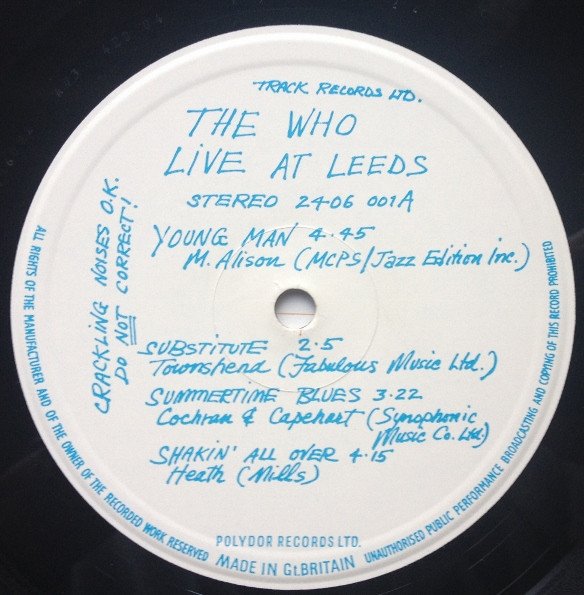 TRACK RECORDS LTD.
THE WHO
LIVE AT LEEDS
STEREO 2406 001A
YOUNG MAN 4.45
M. Alison (MCPS/Jazz Edition Inc.)
SUBSTITUTE 2.5
Townshend (Fabulous Music Ltd.)
SUMMERTIME BLUES 3.22
Cochran & Capehart (Synophonic
Music Co. Ltd)
SHAKIN' ALL OVER 4.15
Heath (Mills)
CRACKLING NOISES O.K.
DO NOT CORRECT!
POLYDOR RECORDS LTD.
ALL RIGHTS OF THE MANUFACTURER AND OF THE OWNER OF THE RECORDED WORK RESERVED
MADE IN GT.BRITAIN
UNAUTHORISED PUBLIC PERFORMANCE BROADCASTING AND COPYING OF THIS RECORD PROHIBITED